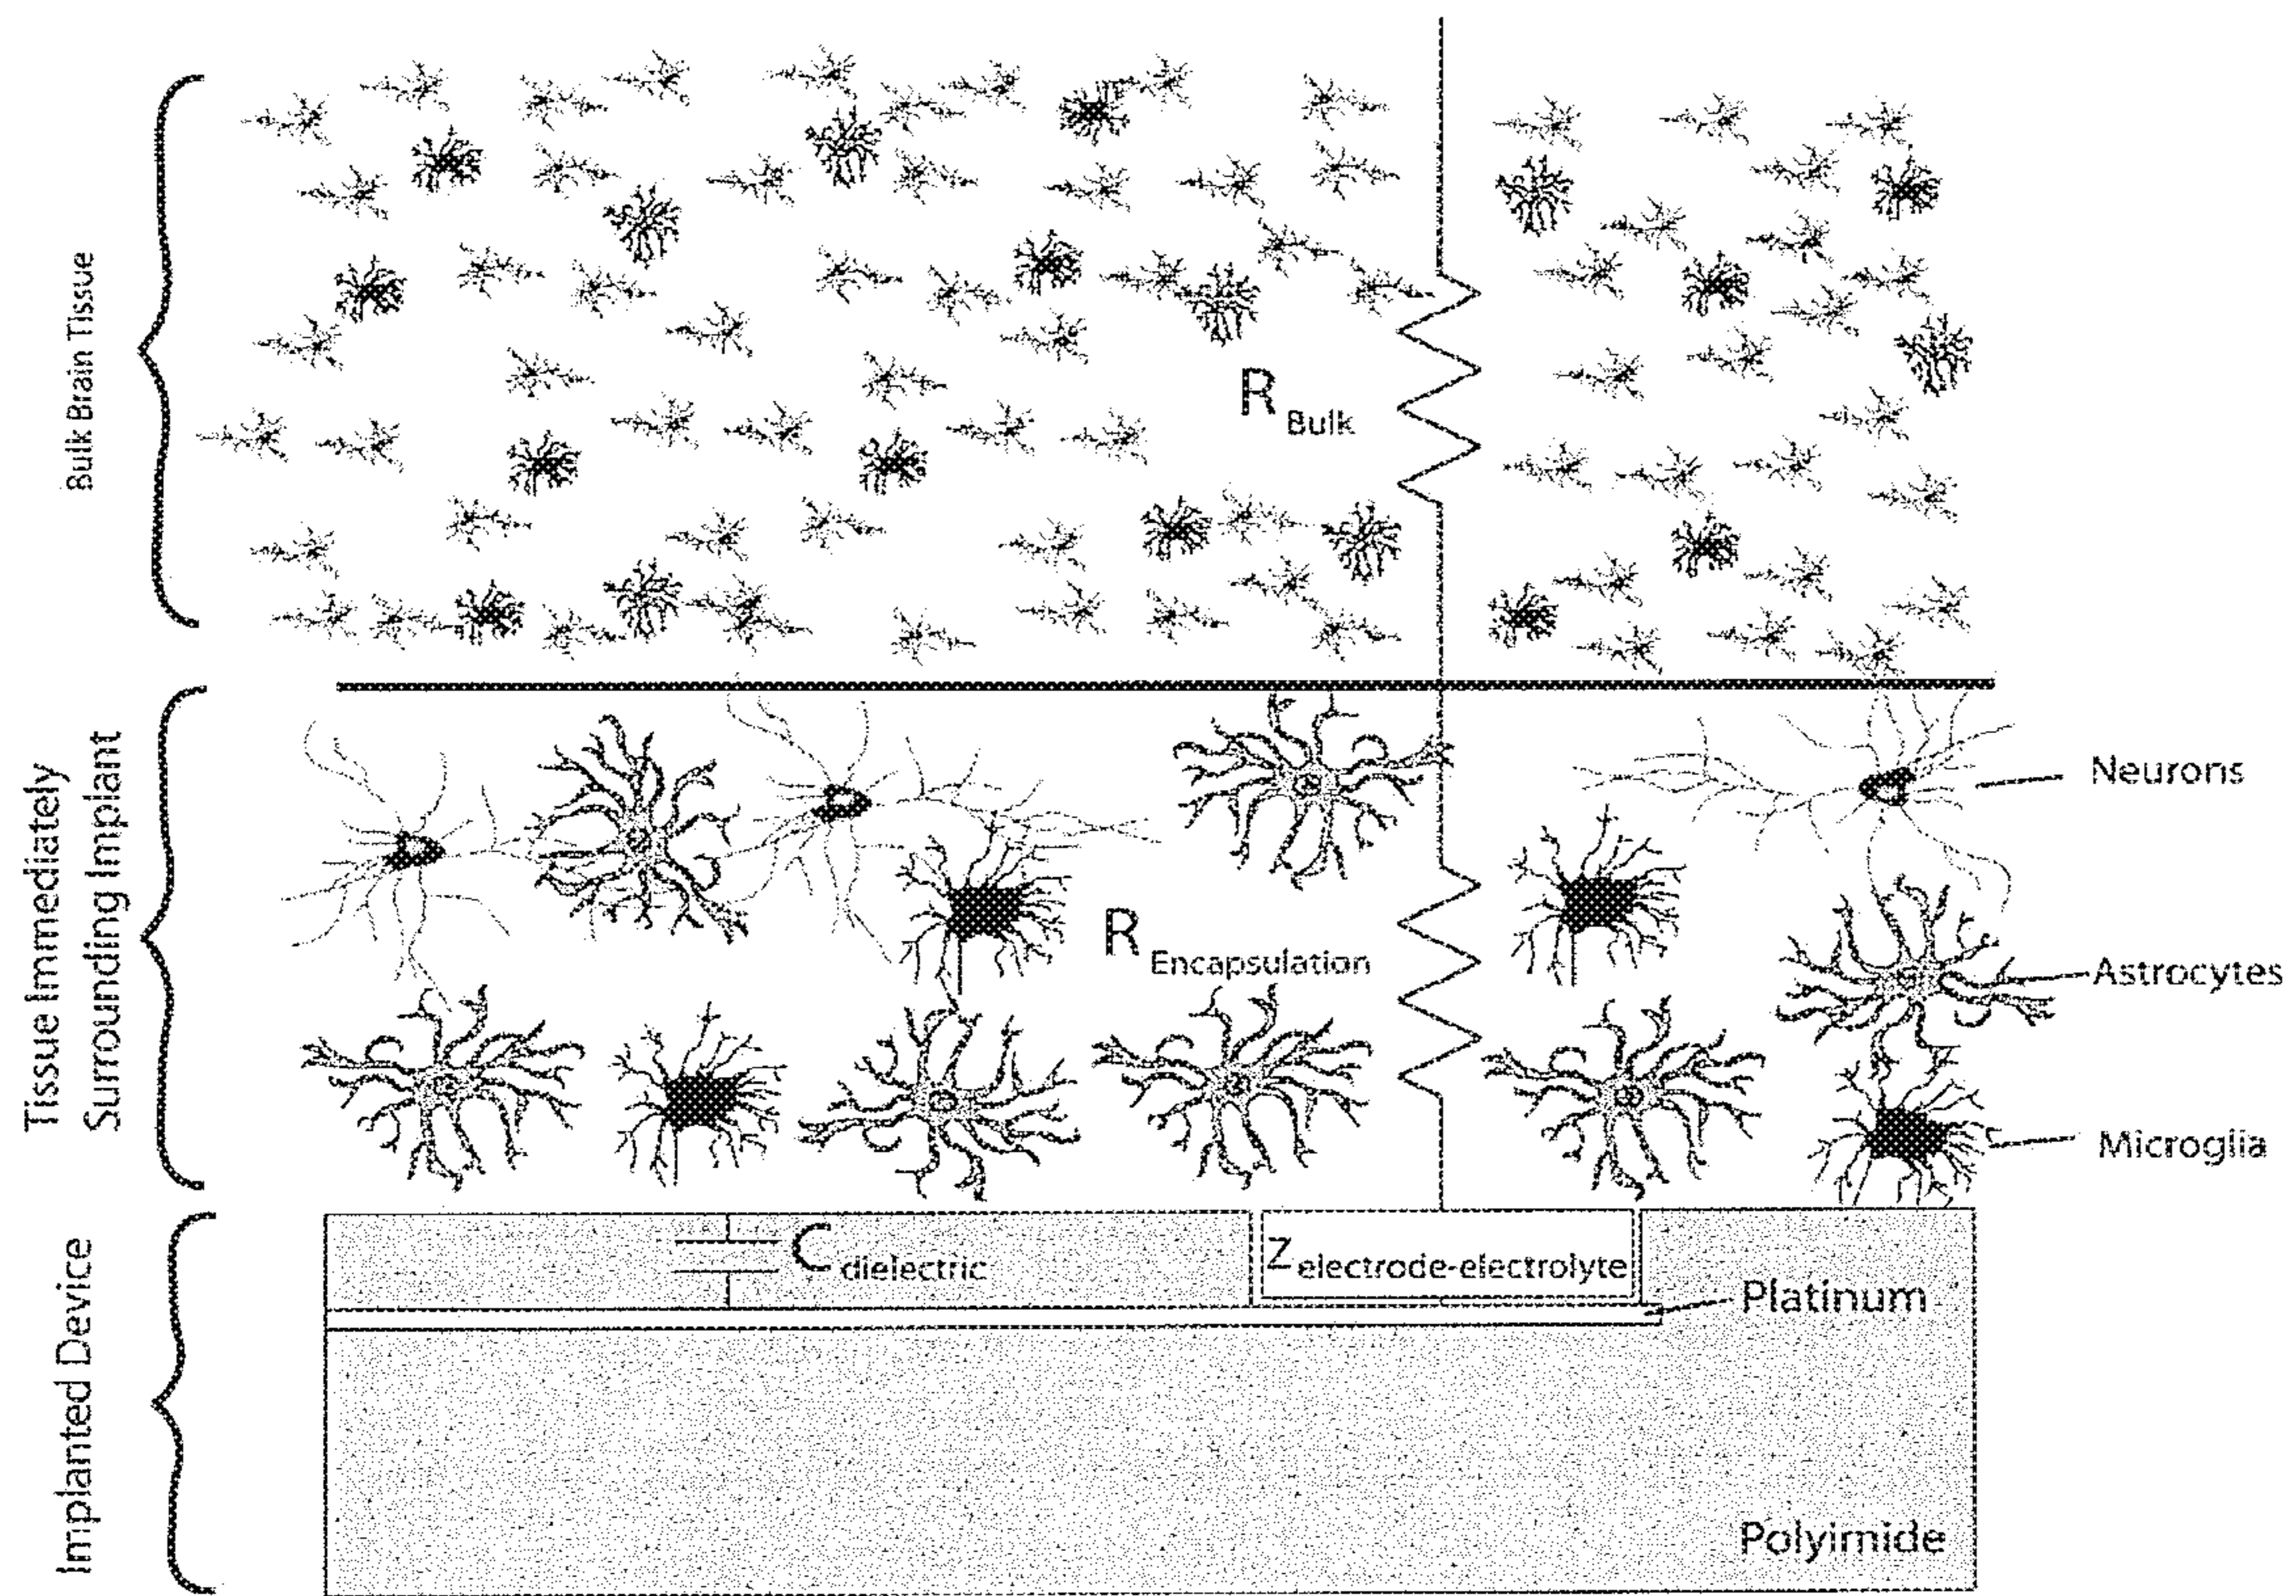 Bulk Brain Tissue
R Bulk
Tissue Immediately
Surrounding Implant
Neurons
R Encapsulation
Astrocytes
Microglia
Implanted Device
C dielectric
Z electrode-electrolyte
Platinum
Polyimide